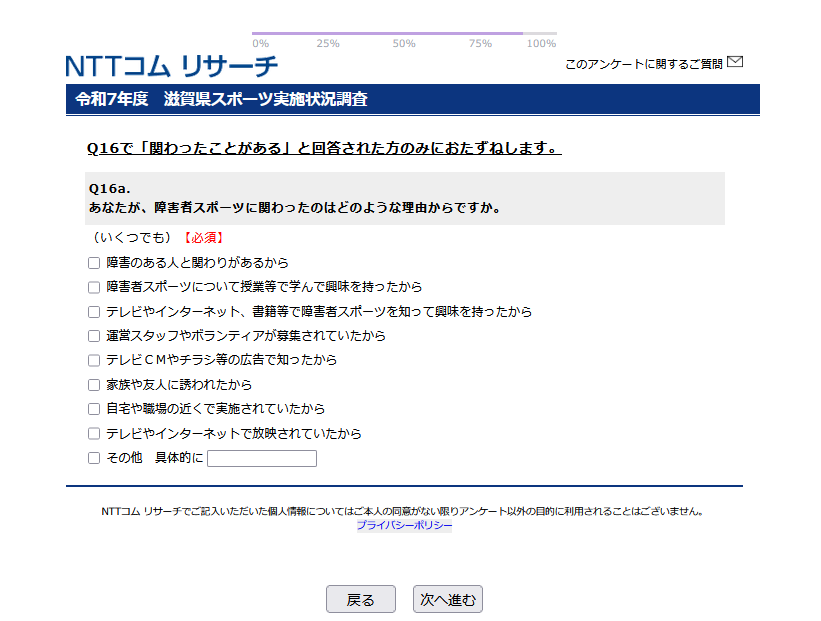 0% 25% 50% 75% 100%
NTTコム リサーチ
このアンケートに関するご質問
令和7年度　滋賀県スポーツ実施状況調査
Q16で「関わったことがある」と回答された方のみにおたずねします。
Q16a.
あなたが、障害者スポーツに関わったのはどのような理由からですか。
（いくつでも）【必須】
障害のある人と関わりがあるから
障害者スポーツについて授業等で学んで興味を持ったから
テレビやインターネット、書籍等で障害者スポーツを知って興味を持ったから
運営スタッフやボランティアが募集されていたから
テレビＣＭやチラシ等の広告で知ったから
家族や友人に誘われたから
自宅や職場の近くで実施されていたから
テレビやインターネットで放映されていたから
その他　具体的に
NTTコム リサーチでご記入いただいた個人情報についてはご本人の同意がない限りアンケート以外の目的に利用されることはございません。
プライバシーポリシー
戻る 次へ進む